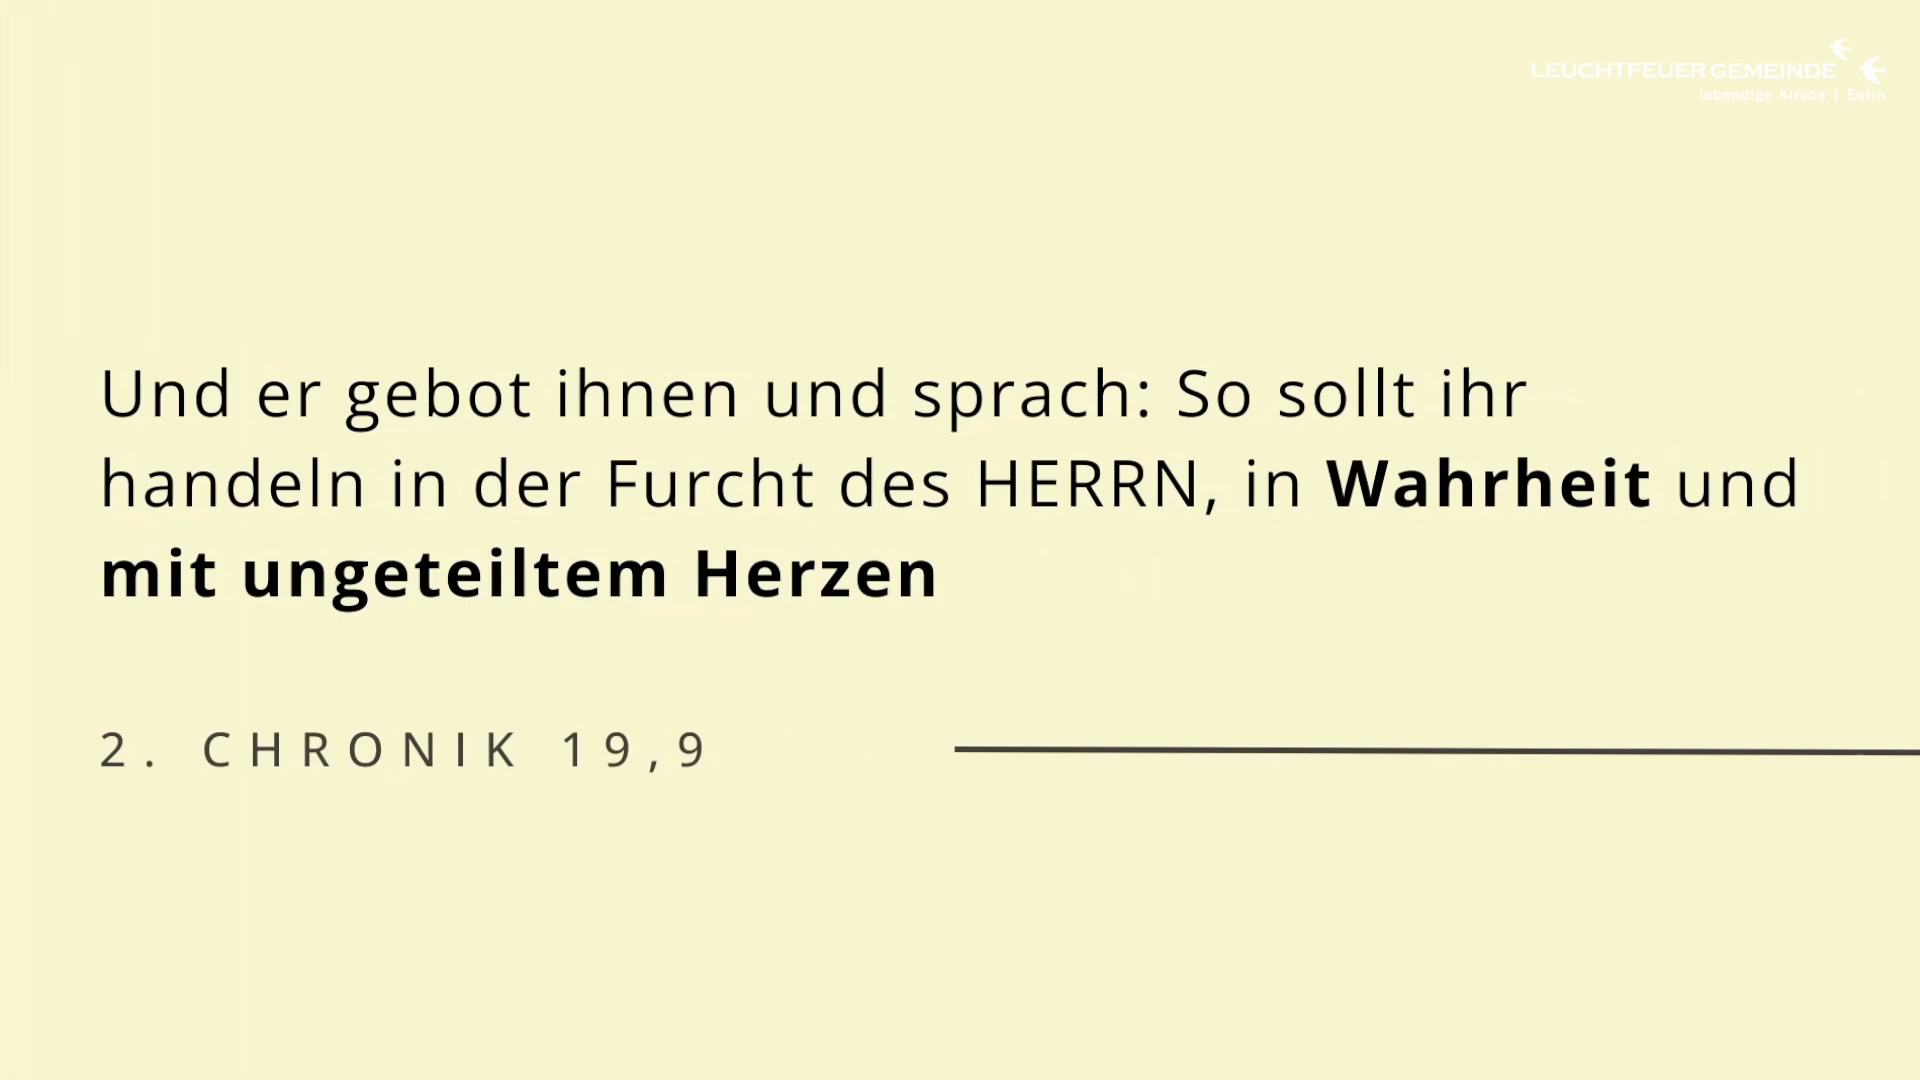 LEUCHTFEUER GEMEINDE
lebendige Kirche | Eutin
Und er gebot ihnen und sprach: So sollt ihr
handeln in der Furcht des HERRN, in Wahrheit und
mit ungeteiltem Herzen
2. CHRONIK 19,9